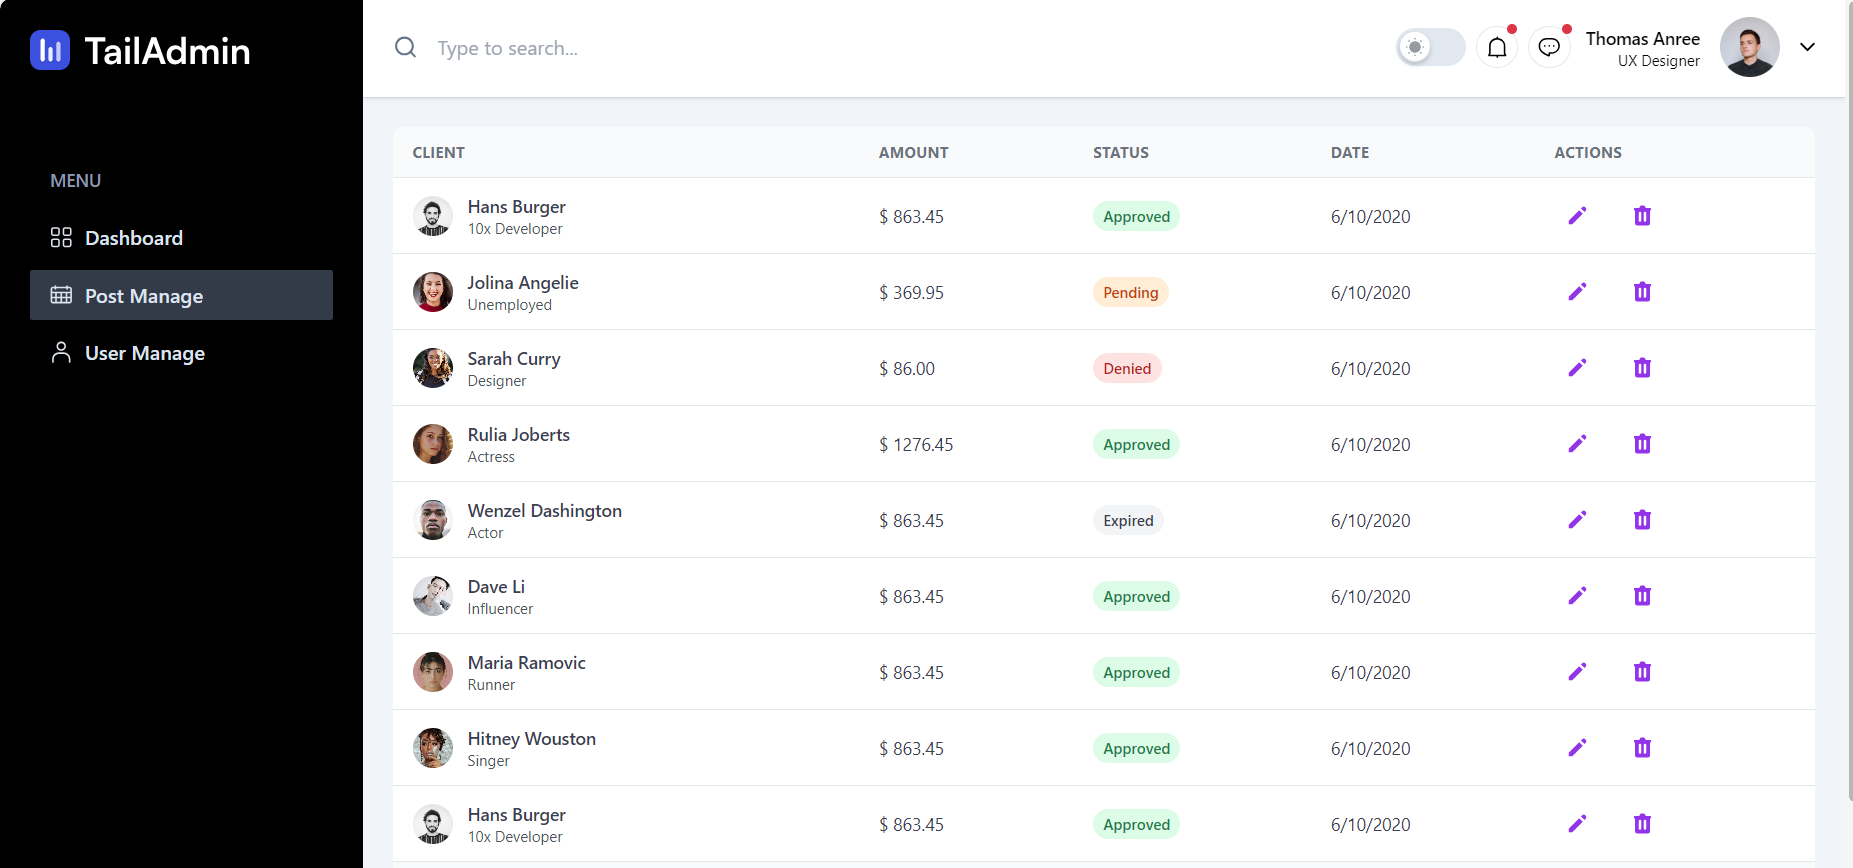 TailAdmin
Type to search...
Thomas Anree
UX Designer
MENU
Dashboard
Post Manage
User Manage
CLIENT AMOUNT STATUS DATE ACTIONS
Hans Burger
10x Developer
$ 863.45 Approved 6/10/2020
Jolina Angelie
Unemployed
$ 369.95 Pending 6/10/2020
Sarah Curry
Designer
$ 86.00 Denied 6/10/2020
Rulia Joberts
Actress
$ 1276.45 Approved 6/10/2020
Wenzel Dashington
Actor
$ 863.45 Expired 6/10/2020
Dave Li
Influencer
$ 863.45 Approved 6/10/2020
Maria Ramovic
Runner
$ 863.45 Approved 6/10/2020
Hitney Wouston
Singer
$ 863.45 Approved 6/10/2020
Hans Burger
10x Developer
$ 863.45 Approved 6/10/2020